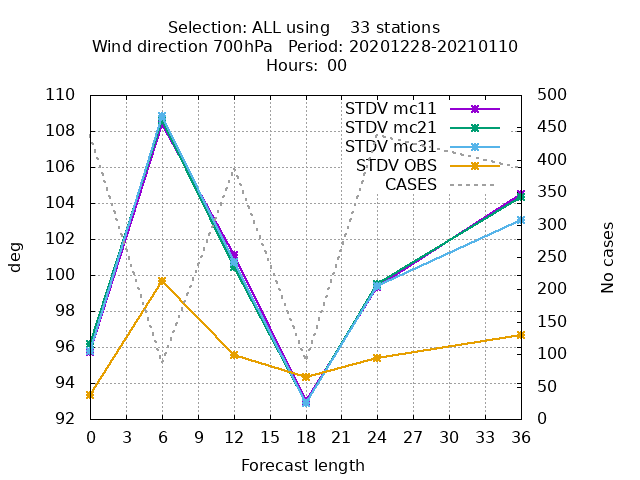 Selection: ALL using    33 stations
Wind direction 700hPa   Period: 20201228-20210110
Hours: 00
deg
No cases
110
108
106
104
102
100
98
96
94
92
500
450
400
350
300
250
200
150
100
50
0
STDV mc11
STDV mc21
STDV mc31
STDV OBS
CASES
0 3 6 9 12 15 18 21 24 27 30 33 36
Forecast length